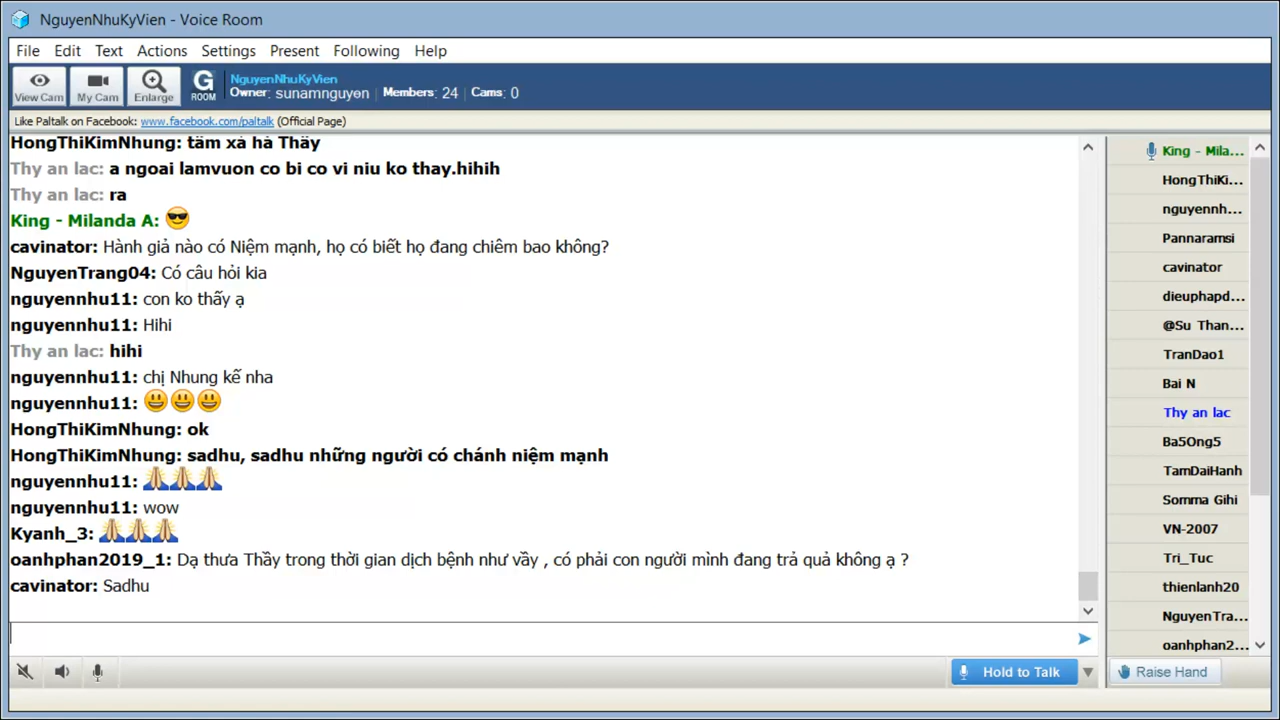 NguyenNhuKyVien - Voice Room
File Edit Text Actions Settings Present Following Help
View Cam My Cam Enlarge G ROOM
NguyenNhuKyVien
Owner: sunamnguyen | Members: 24 | Cams: 0
Like Paltalk on Facebook: www.facebook.com/paltalk (Official Page)
HongThiKimNhung: tâm xả hả Thầy
Thy an lac: a ngoai lamvuon co bi co vi niu ko thay.hihih
Thy an lac: ra
King - Milanda A:
cavinator: Hành giả nào có Niệm mạnh, họ có biết họ đang chiêm bao không?
NguyenTrang04: Có câu hỏi kia
nguyennhu11: con ko thấy ạ
nguyennhu11: Hihi
Thy an lac: hihi
nguyennhu11: chị Nhung kế nha
nguyennhu11:
HongThiKimNhung: ok
HongThiKimNhung: sadhu, sadhu những người có chánh niệm mạnh
nguyennhu11:
nguyennhu11: wow
Kyanh_3:
oanhphan2019_1: Dạ thưa Thầy trong thời gian dịch bệnh như vầy , có phải con người mình đang trả quả không ạ ?
cavinator: Sadhu
Hold to Talk
King - Mila...
HongThiKi...
nguyennh...
Pannaramsi
cavinator
dieuphapd...
@Su Than...
TranDao1
Bai N
Thy an lac
Ba5Ong5
TamDaiHanh
Somma Gihi
VN-2007
Tri_Tuc
thienlanh20
NguyenTra...
oanhphan2...
Raise Hand